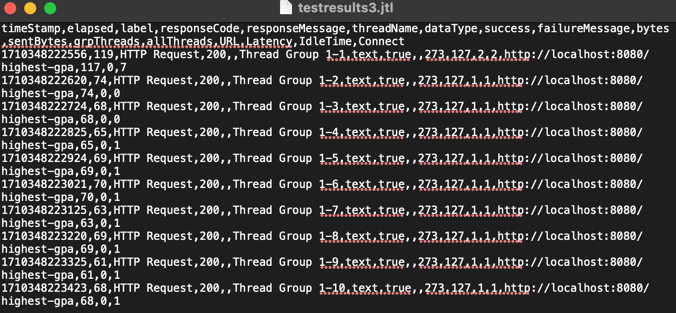 testresults3.jtl
timeStamp,elapsed,label,responseCode,responseMessage,threadName,dataType,success,failureMessage,bytes
,sentBytes,grpThreads,allThreads,URL,Latency,IdleTime,Connect
1710348222556,119,HTTP Request,200,,Thread Group 1-1,text,true,,273,127,2,2,http://localhost:8080/
highest-gpa,117,0,7
1710348222620,74,HTTP Request,200,,Thread Group 1-2,text,true,,273,127,1,1,http://localhost:8080/
highest-gpa,74,0,0
1710348222724,68,HTTP Request,200,,Thread Group 1-3,text,true,,273,127,1,1,http://localhost:8080/
highest-gpa,68,0,0
1710348222825,65,HTTP Request,200,,Thread Group 1-4,text,true,,273,127,1,1,http://localhost:8080/
highest-gpa,65,0,1
1710348222924,69,HTTP Request,200,,Thread Group 1-5,text,true,,273,127,1,1,http://localhost:8080/
highest-gpa,69,0,1
1710348223021,70,HTTP Request,200,,Thread Group 1-6,text,true,,273,127,1,1,http://localhost:8080/
highest-gpa,70,0,1
1710348223125,63,HTTP Request,200,,Thread Group 1-7,text,true,,273,127,1,1,http://localhost:8080/
highest-gpa,63,0,1
1710348223220,69,HTTP Request,200,,Thread Group 1-8,text,true,,273,127,1,1,http://localhost:8080/
highest-gpa,69,0,1
1710348223325,61,HTTP Request,200,,Thread Group 1-9,text,true,,273,127,1,1,http://localhost:8080/
highest-gpa,61,0,1
1710348223423,68,HTTP Request,200,,Thread Group 1-10,text,true,,273,127,1,1,http://localhost:8080/
highest-gpa,68,0,1